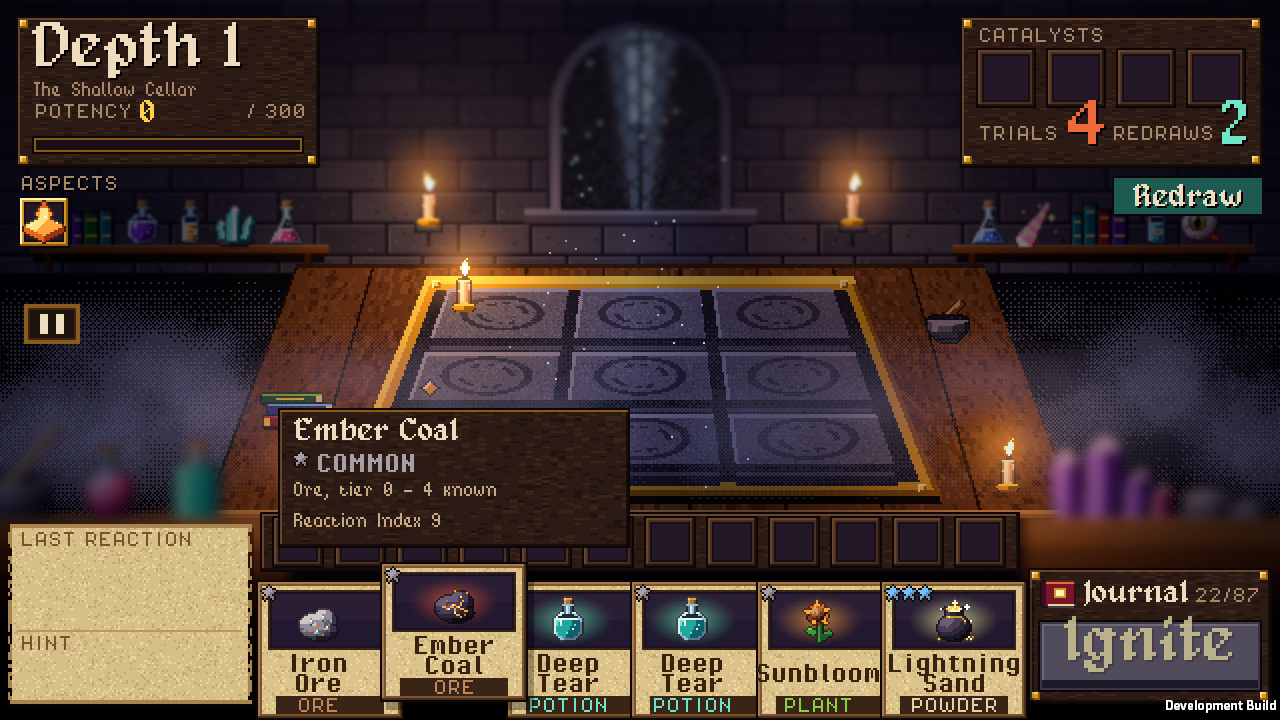 Depth 1
The Shallow Cellar
POTENCY 0 / 300
ASPECTS
CATALYSTS
TRIALS 4 REDRAWS 2
Redraw
Ember Coal
COMMON
Ore, tier 0 - 4 known
Reaction Index 9
LAST REACTION
HINT
Iron
Ore
ORE
Ember
Coal
ORE
Deep
Tear
POTION
Deep
Tear
POTION
Sunbloom
PLANT
Lightning
Sand
POWDER
Journal 22/87
Ignite
Development Build